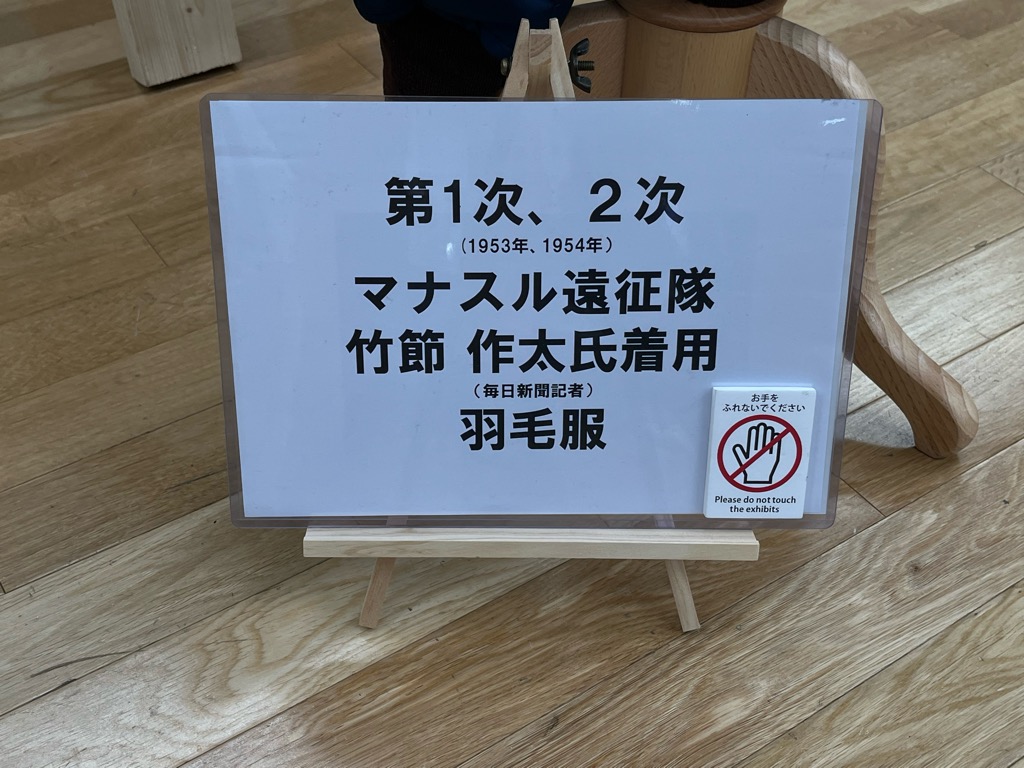 第1次、２次
（1953年、1954年）
マナスル遠征隊
竹節 作太氏着用
（毎日新聞記者）
羽毛服
お手を
ふれないでください
Please do not touch
the exhibits